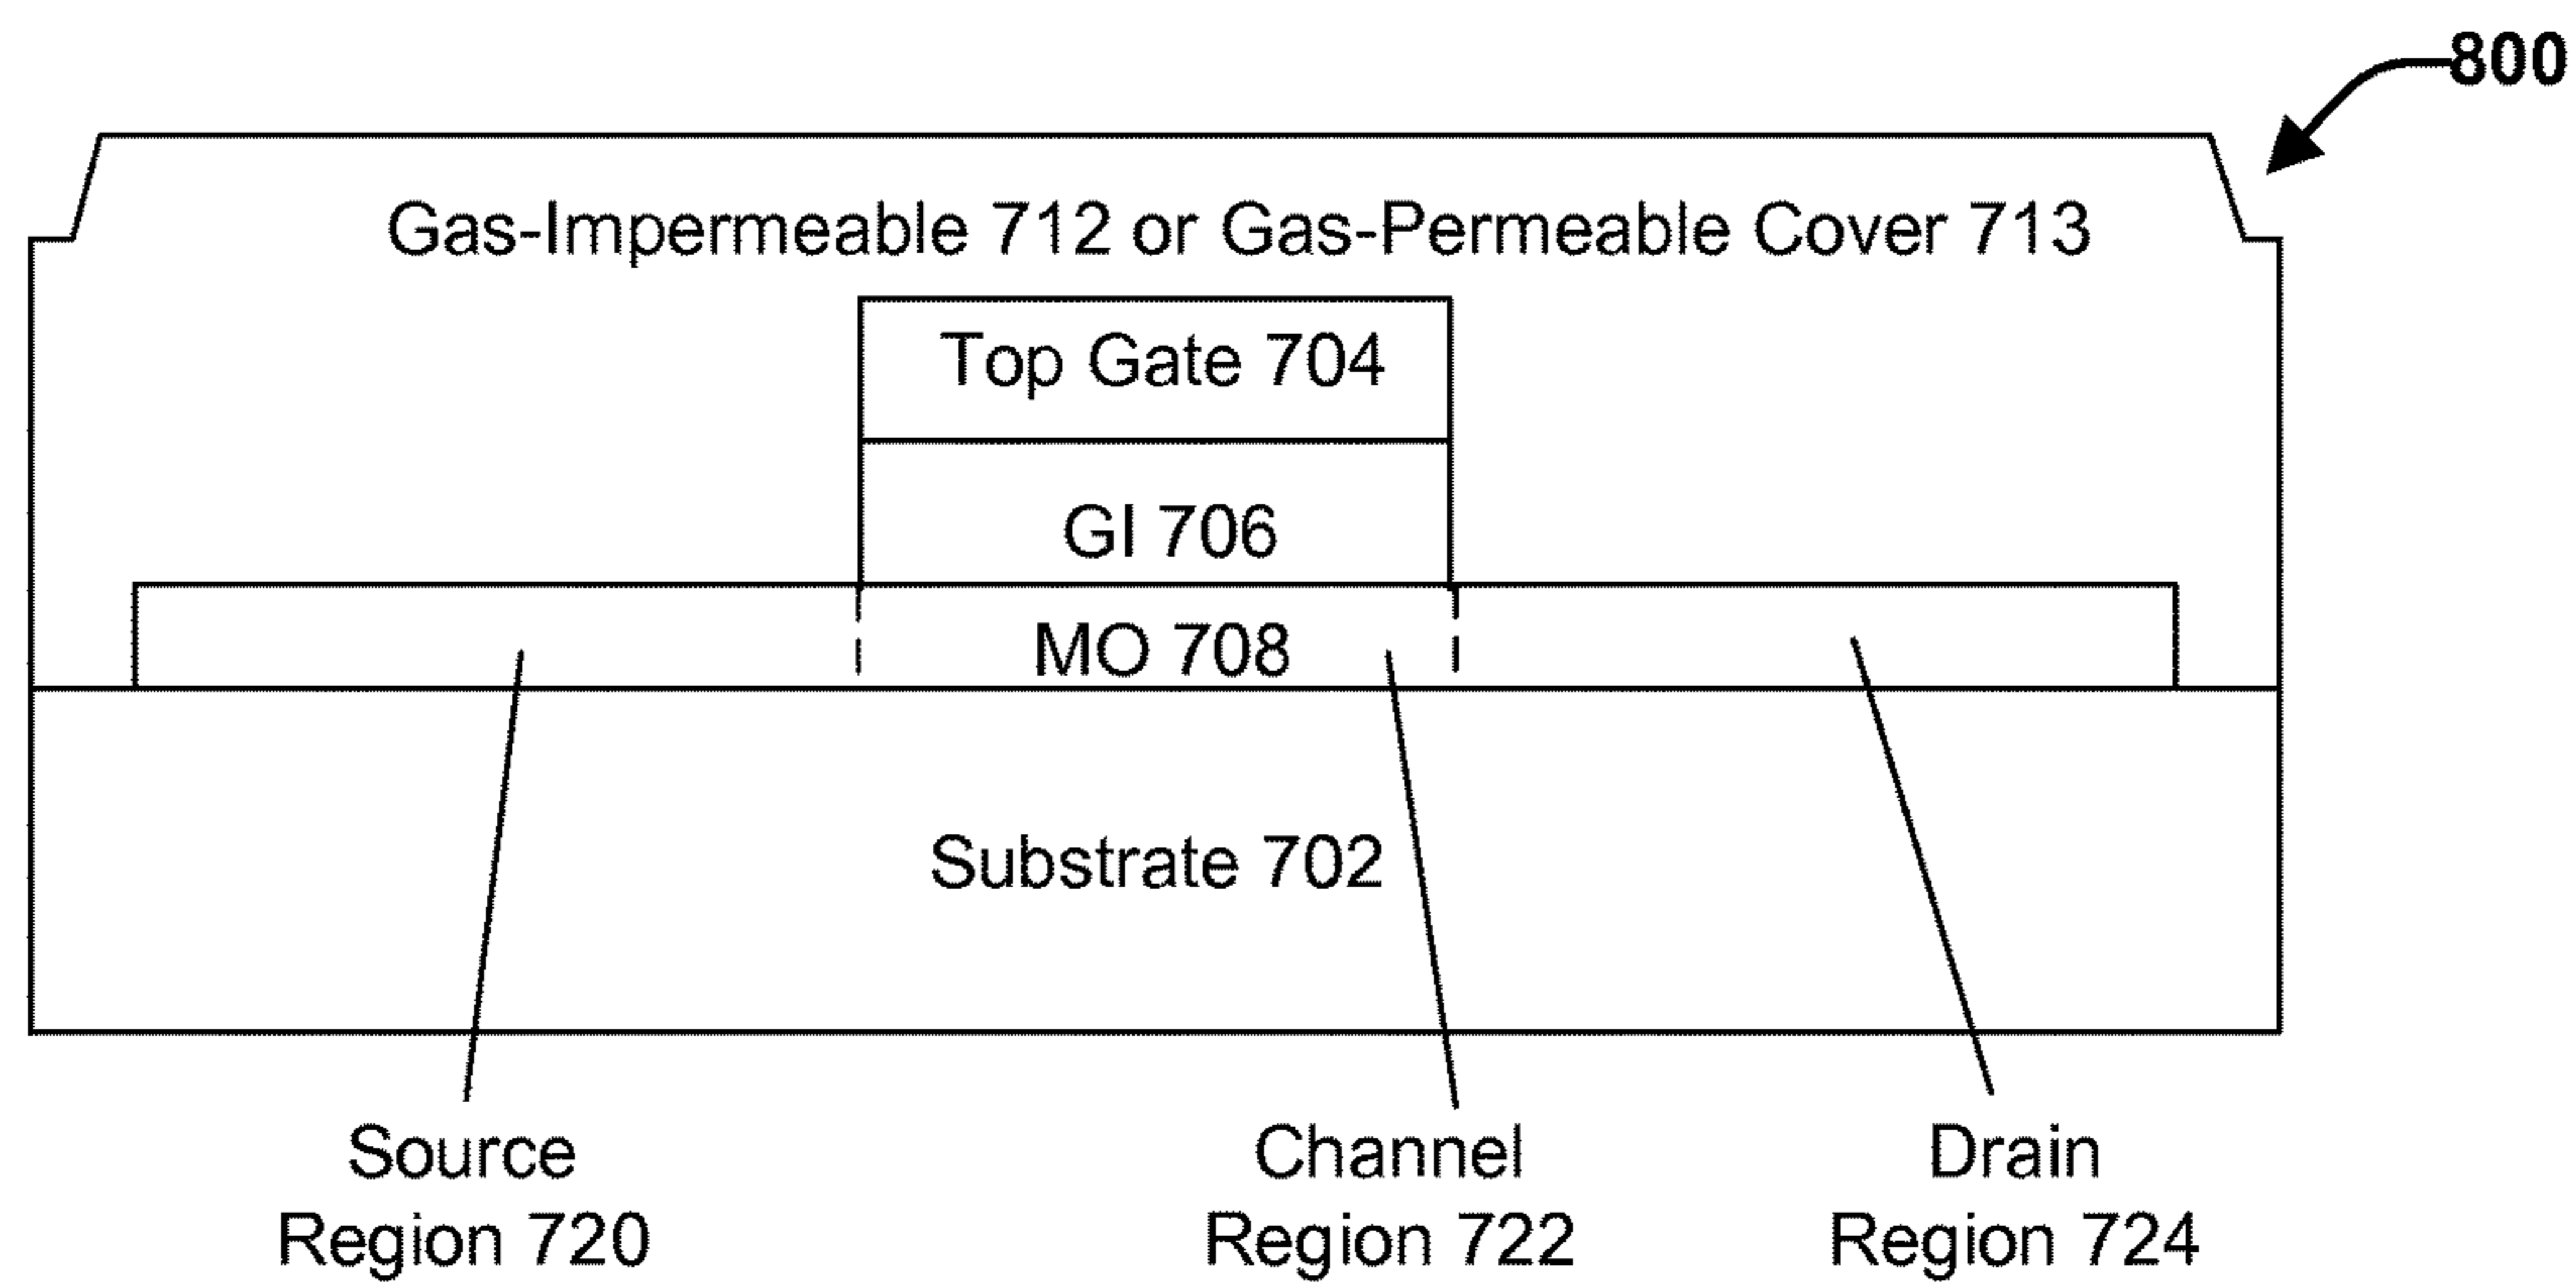 800
Gas-Impermeable 712 or Gas-Permeable Cover 713
Top Gate 704
GI 706
MO 708
Substrate 702
Source
Region 720
Channel
Region 722
Drain
Region 724